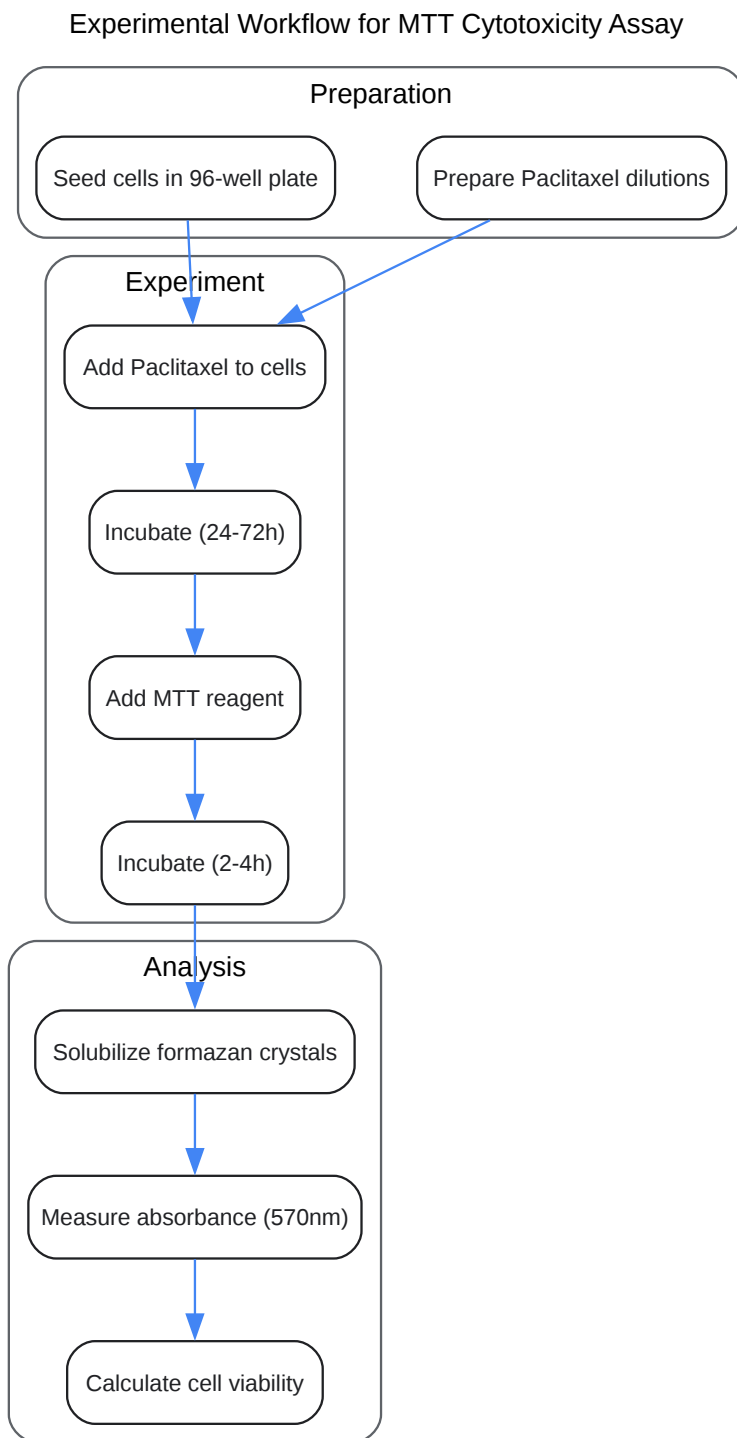 Experimental Workflow for MTT Cytotoxicity Assay
Preparation
Seed cells in 96-well plate
Prepare Paclitaxel dilutions
Experiment
Add Paclitaxel to cells
Incubate (24-72h)
Add MTT reagent
Incubate (2-4h)
Analysis
Solubilize formazan crystals
Measure absorbance (570nm)
Calculate cell viability